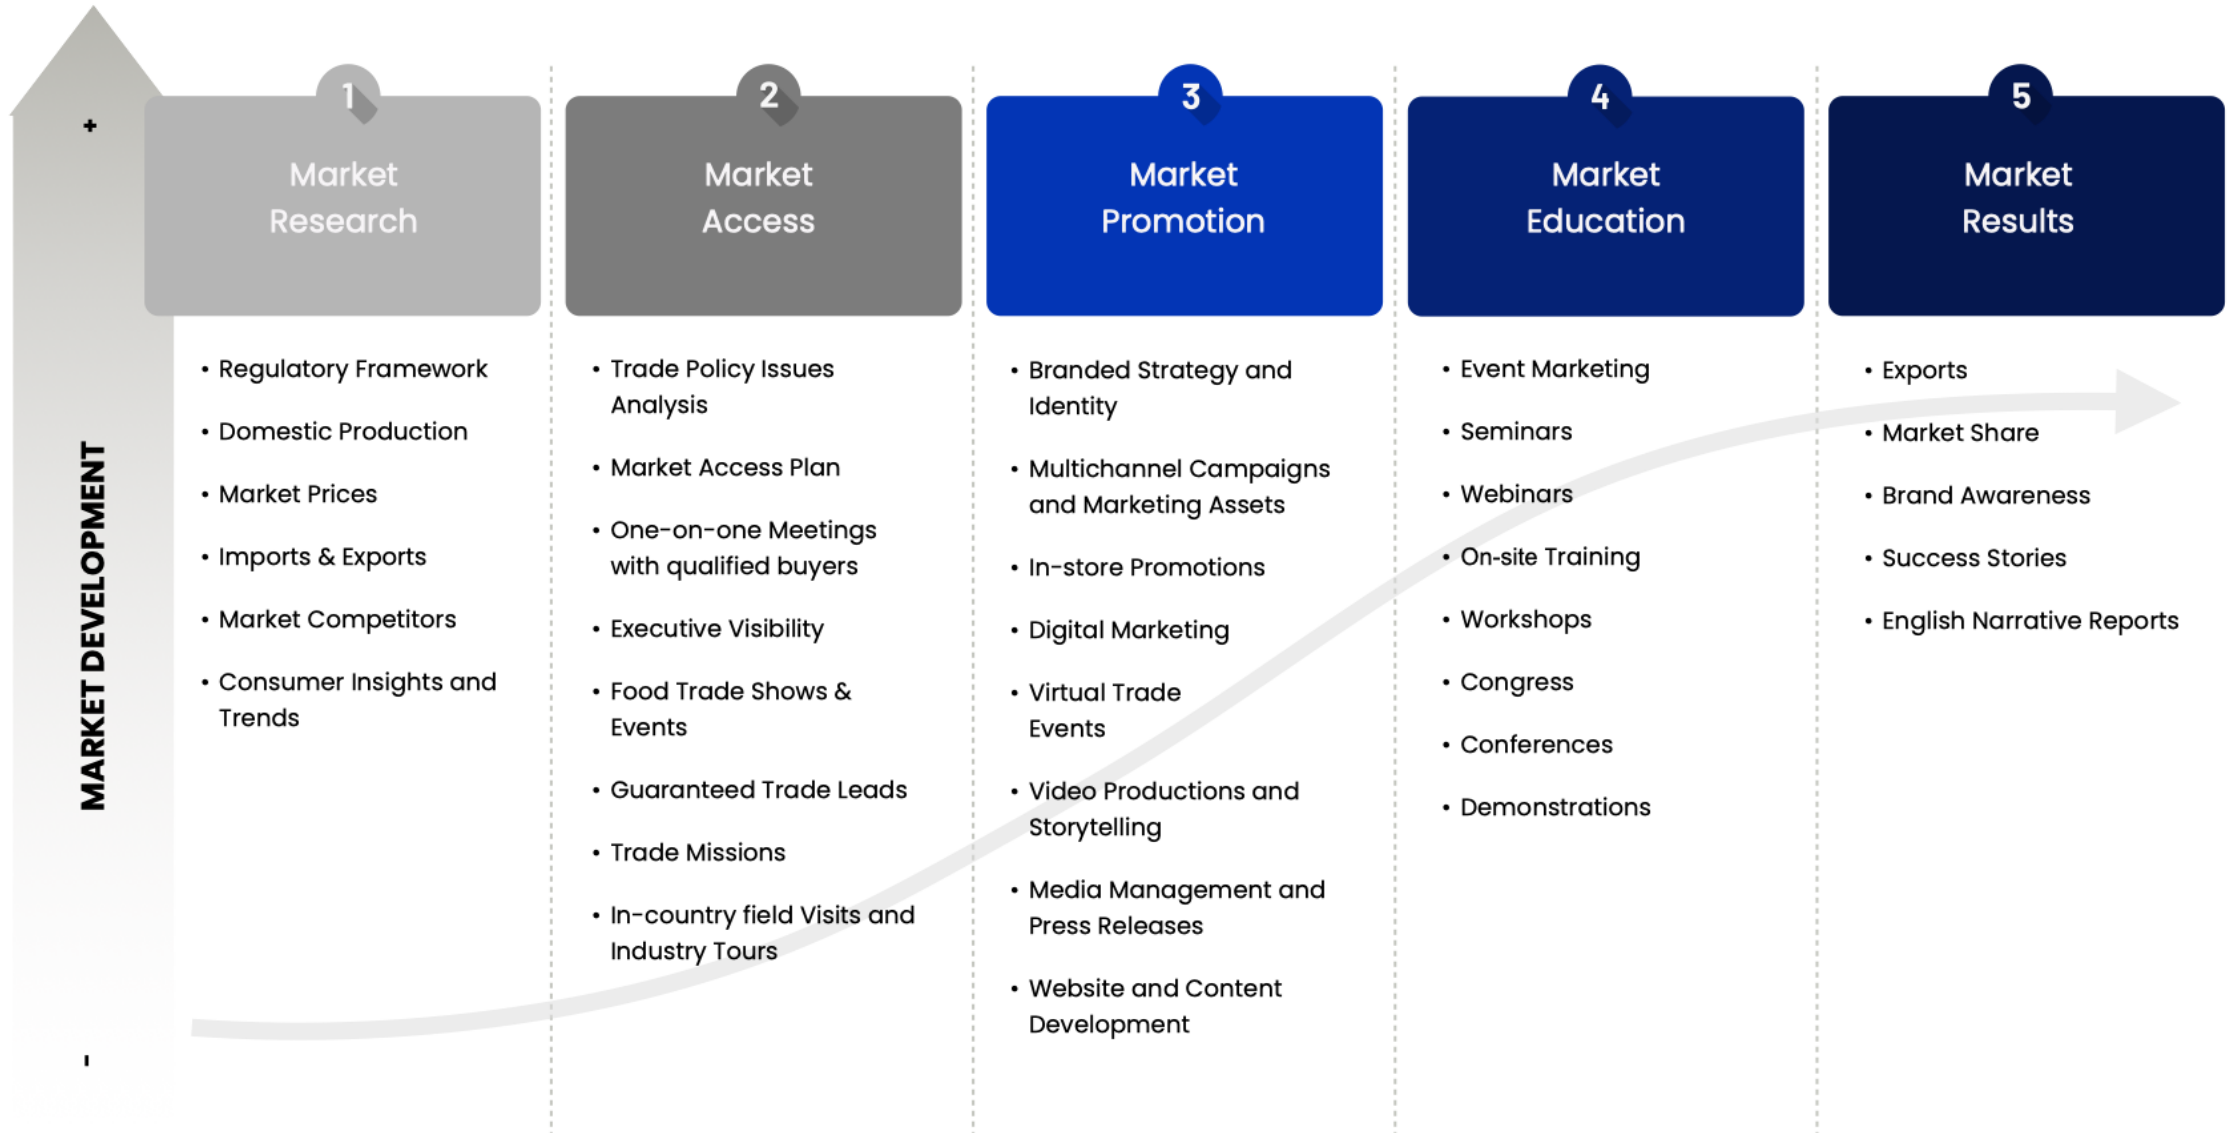 +
MARKET DEVELOPMENT
-
1
Market
Research
• Regulatory Framework
• Domestic Production
• Market Prices
• Imports & Exports
• Market Competitors
• Consumer Insights and
Trends
2
Market
Access
• Trade Policy Issues
Analysis
• Market Access Plan
• One-on-one Meetings
with qualified buyers
• Executive Visibility
• Food Trade Shows &
Events
• Guaranteed Trade Leads
• Trade Missions
• In-country field Visits and
Industry Tours
3
Market
Promotion
• Branded Strategy and
Identity
• Multichannel Campaigns
and Marketing Assets
• In-store Promotions
• Digital Marketing
• Virtual Trade
Events
• Video Productions and
Storytelling
• Media Management and
Press Releases
• Website and Content
Development
4
Market
Education
• Event Marketing
• Seminars
• Webinars
• On-site Training
• Workshops
• Congress
• Conferences
• Demonstrations
5
Market
Results
• Exports
• Market Share
• Brand Awareness
• Success Stories
• English Narrative Reports